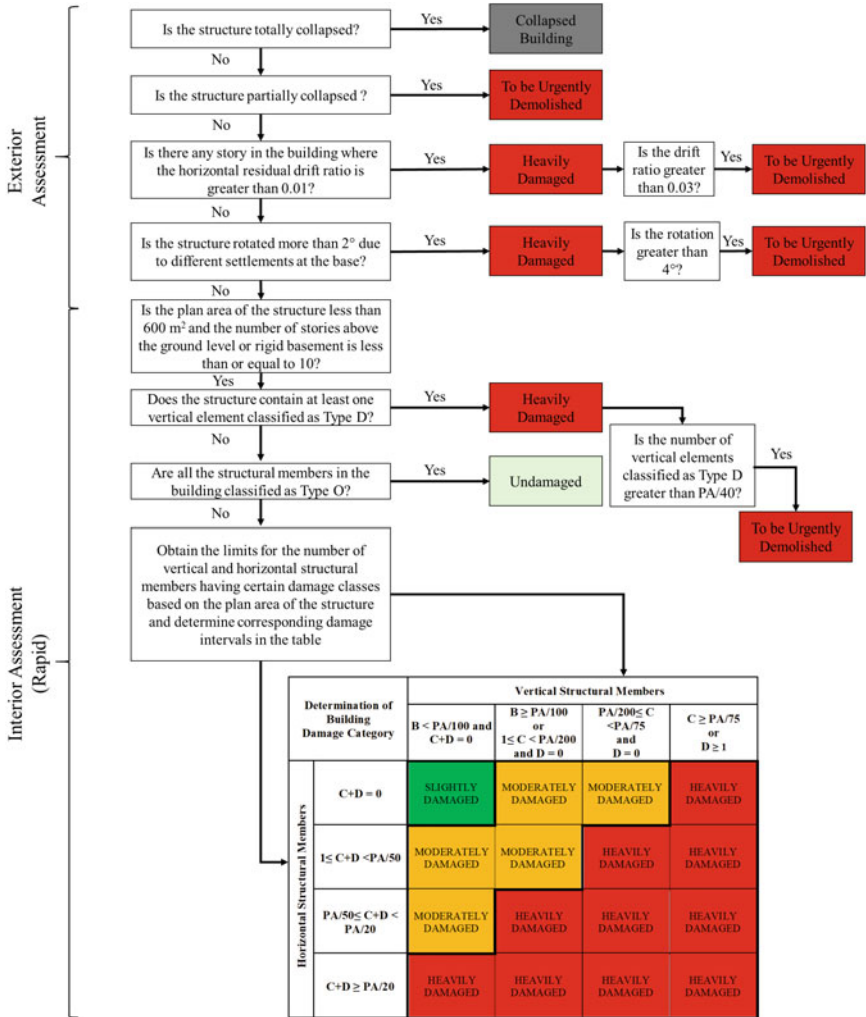 Exterior
Assessment
Is the structure totally collapsed?
Yes
Collapsed
Building
No
Is the structure partially collapsed ?
Yes
To be Urgently
Demolished
No
Is there any story in the building where
the horizontal residual drift ratio is
greater than 0.01?
Yes
Heavily
Damaged
Is the drift
ratio greater
than 0.03?
Yes
To be Urgently
Demolished
No
Is the structure rotated more than 2° due
to different settlements at the base?
Yes
Heavily
Damaged
Is the rotation
greater than
4°?
Yes
To be Urgently
Demolished
No
Interior Assessment
(Rapid)
Is the plan area of the structure less than
600 m² and the number of stories above
the ground level or rigid basement is less
than or equal to 10?
Yes
Does the structure contain at least one
vertical element classified as Type D?
Yes
Heavily
Damaged
Is the number of
vertical elements
classified as Type D
greater than PA/40?
Yes
To be Urgently
Demolished
No
Are all the structural members in the
building classified as Type O?
Yes
Undamaged
No
Obtain the limits for the number of
vertical and horizontal structural
members having certain damage classes
based on the plan area of the structure
and determine corresponding damage
intervals in the table
Determination of
Building
Damage Category
Vertical Structural Members
B < PA/100 and
C+D = 0
B ≥ PA/100
or
1≤ C < PA/200
and D = 0
PA/200≤ C
<PA/75
and
D = 0
C ≥ PA/75
or
D ≥ 1
Horizontal Structural Members
C+D = 0
SLIGHTLY
DAMAGED
MODERATELY
DAMAGED
MODERATELY
DAMAGED
HEAVILY
DAMAGED
1≤ C+D <PA/50
MODERATELY
DAMAGED
MODERATELY
DAMAGED
HEAVILY
DAMAGED
HEAVILY
DAMAGED
PA/50≤ C+D <
PA/20
MODERATELY
DAMAGED
HEAVILY
DAMAGED
HEAVILY
DAMAGED
HEAVILY
DAMAGED
C+D ≥ PA/20
HEAVILY
DAMAGED
HEAVILY
DAMAGED
HEAVILY
DAMAGED
HEAVILY
DAMAGED